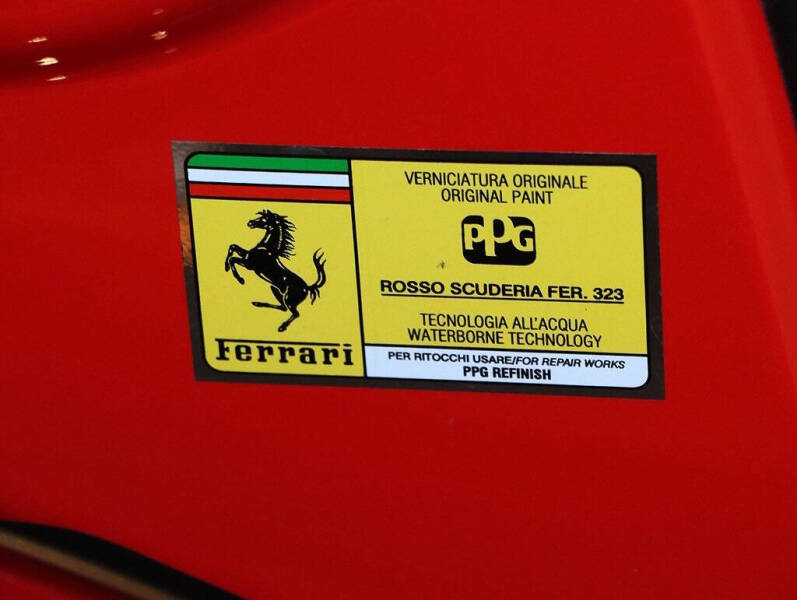 Ferrari
VERNICIATURA ORIGINALE
ORIGINAL PAINT
PPG
ROSSO SCUDERIA FER. 323
TECNOLOGIA ALL'ACQUA
WATERBORNE TECHNOLOGY
PER RITOCCHI USARE/FOR REPAIR WORKS
PPG REFINISH